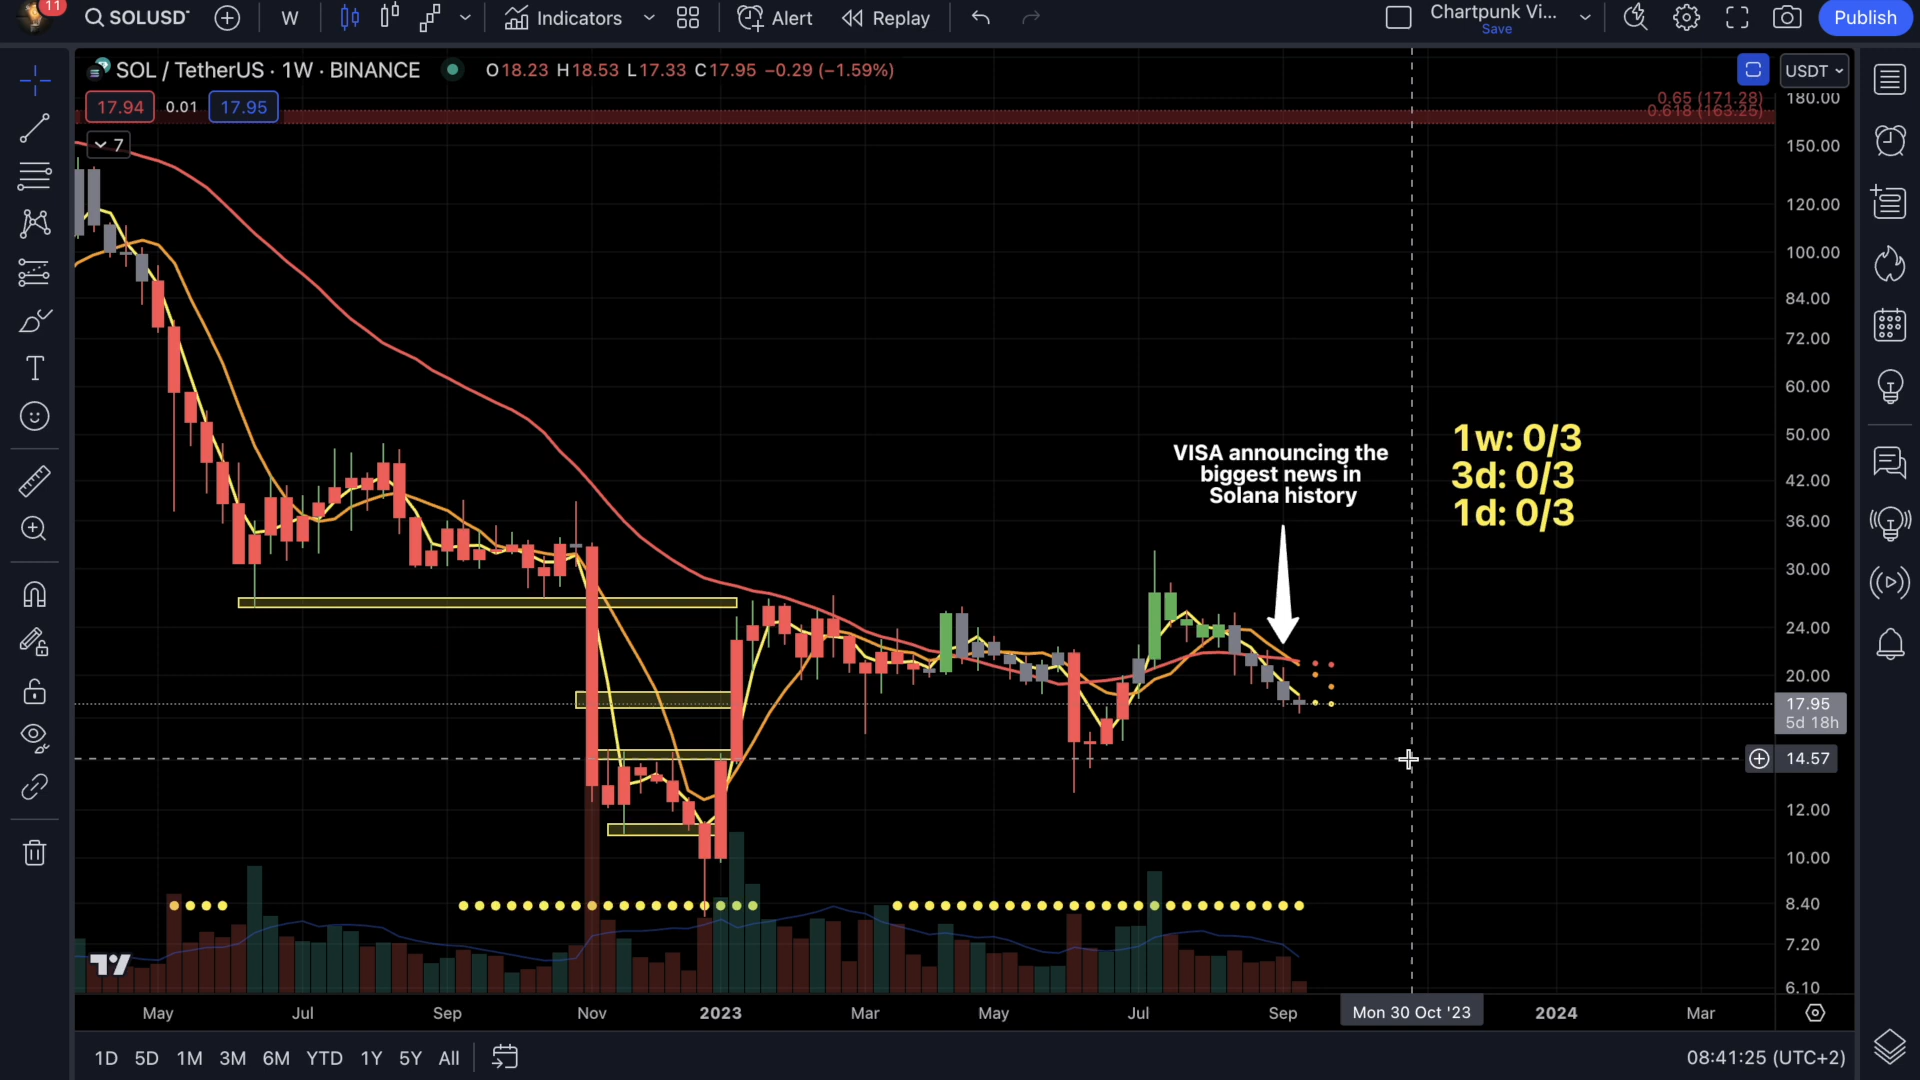 11
SOLUSDT
W
Indicators
Alert
Replay
Chartpunk Vi...
Save
Publish
SOL / TetherUS · 1W · BINANCE
O18.23 H18.53 L17.33 C17.95 −0.29 (−1.59%)
USDT
17.94
0.01
17.95
7
0.65 (171.28)
0.618 (163.25)
180.00
150.00
120.00
100.00
84.00
72.00
60.00
50.00
42.00
36.00
30.00
24.00
20.00
17.95
5d 18h
14.57
12.00
10.00
8.40
7.20
6.10
VISA announcing the
biggest news in
Solana history
1w: 0/3
3d: 0/3
1d: 0/3
May
Jul
Sep
Nov
2023
Mar
May
Jul
Sep
Mon 30 Oct '23
2024
Mar
1D 5D 1M 3M 6M YTD 1Y 5Y All
08:41:25 (UTC+2)